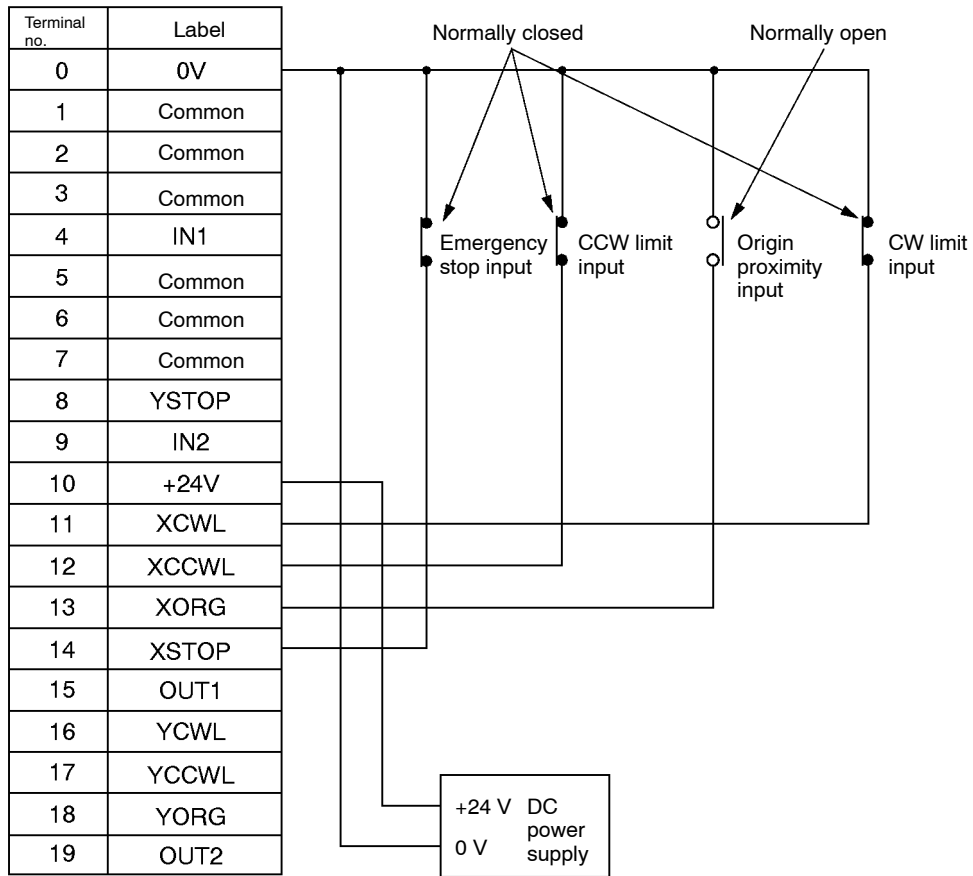 Terminal no. Label
0 0V
1 Common
2 Common
3 Common
4 IN1
5 Common
6 Common
7 Common
8 YSTOP
9 IN2
10 +24V
11 XCWL
12 XCCWL
13 XORG
14 XSTOP
15 OUT1
16 YCWL
17 YCCWL
18 YORG
19 OUT2
Normally closed
Normally open
Emergency
stop input
CCW limit
input
Origin
proximity
input
CW limit
input
+24 V
0 V
DC
power
supply